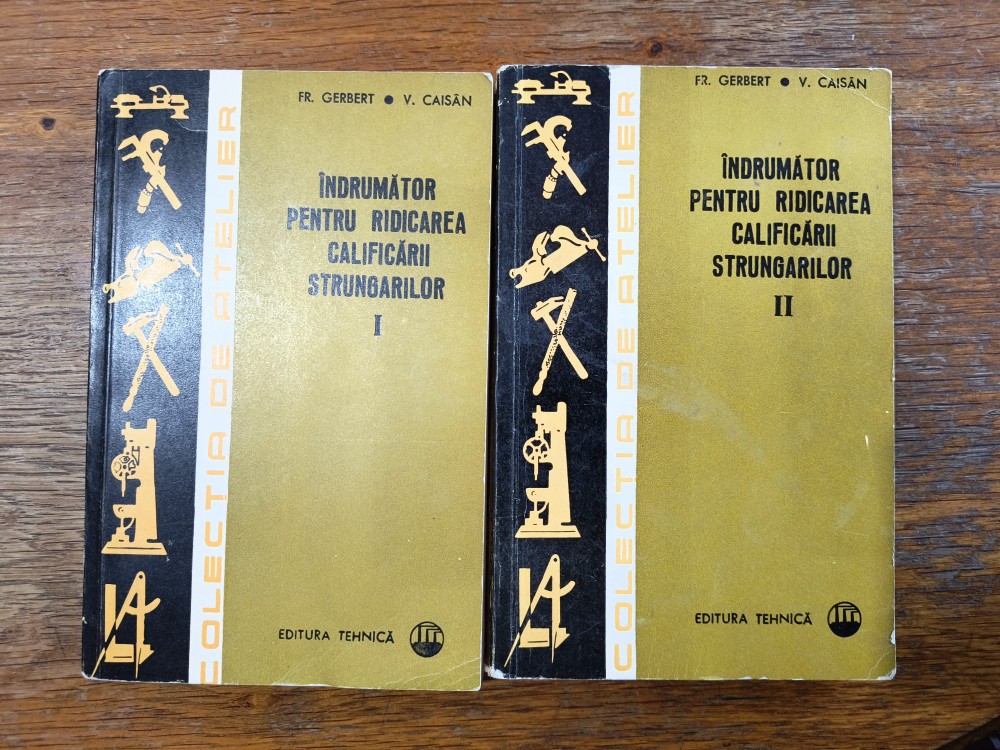 FR. GERBERT ● V. CAISÂN
ÎNDRUMĂTOR
PENTRU RIDICAREA
CALIFICĂRII
STRUNGARILOR
I
EDITURA TEHNICĂ
COLECȚIA DE ATELIER
FR. GERBERT ● V. CAISÂN
ÎNDRUMĂTOR
PENTRU RIDICAREA
CALIFICĂRII
STRUNGARILOR
II
EDITURA TEHNICĂ
COLECȚIA DE ATELIER